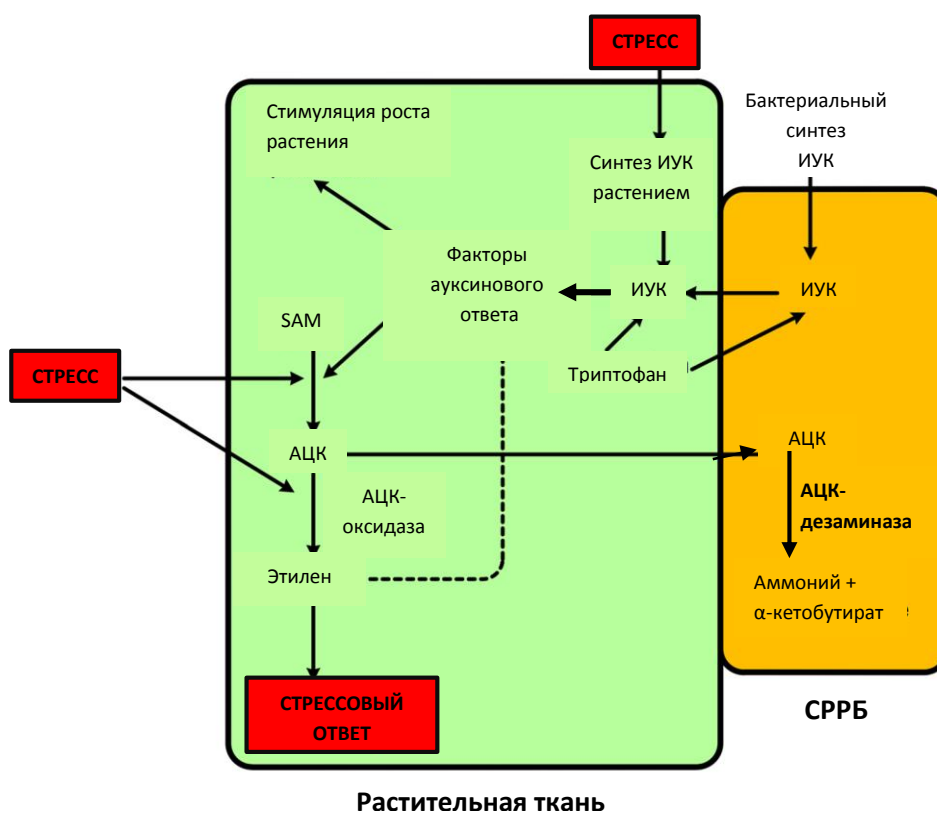 СТРЕСС
Стимуляция роста
растения
Бактериальный
синтез
ИУК
Синтез ИУК
растением
Факторы
ауксинового
ответа
ИУК
ИУК
SAM
Триптофан
СТРЕСС
АЦК
АЦК
АЦК-
оксидаза
АЦК-
дезаминаза
Этилен
Аммоний +
α-кетобутират
СТРЕССОВЫЙ
ОТВЕТ
СРРБ
Растительная ткань